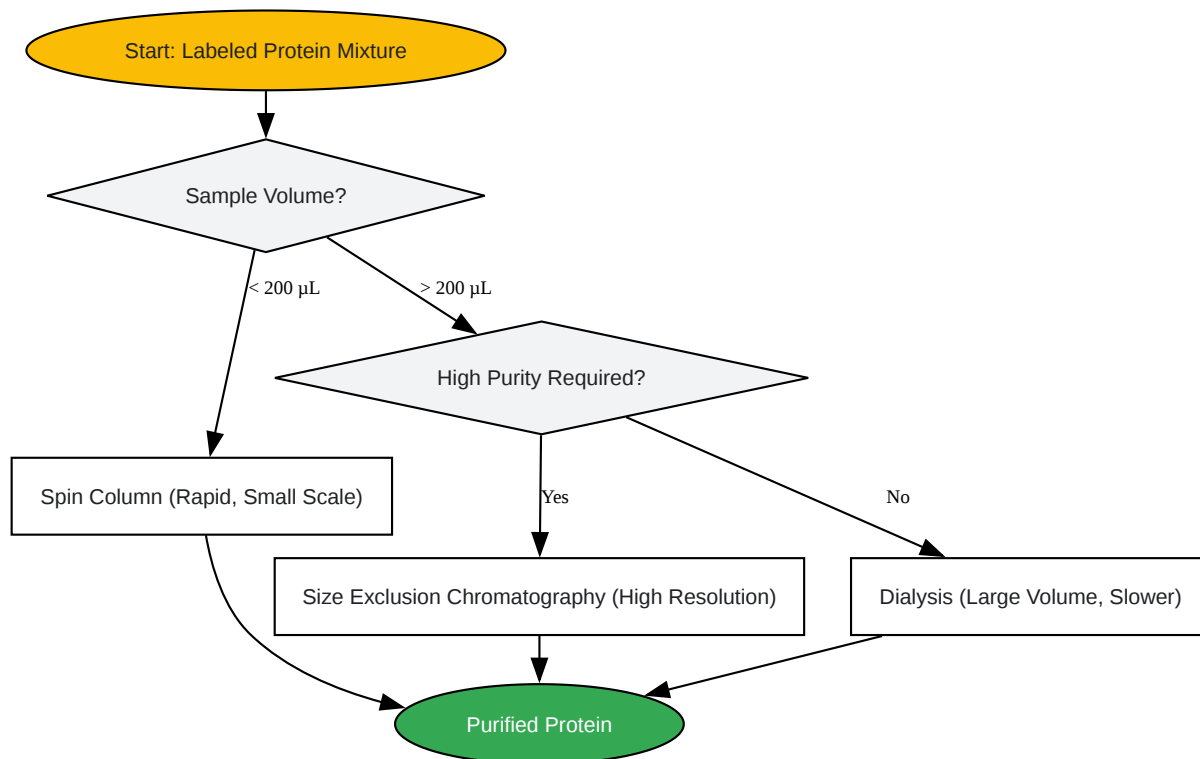 Start: Labeled Protein Mixture
Sample Volume?
< 200 µL
> 200 µL
High Purity Required?
Spin Column (Rapid, Small Scale)
Yes
No
Size Exclusion Chromatography (High Resolution)
Dialysis (Large Volume, Slower)
Purified Protein